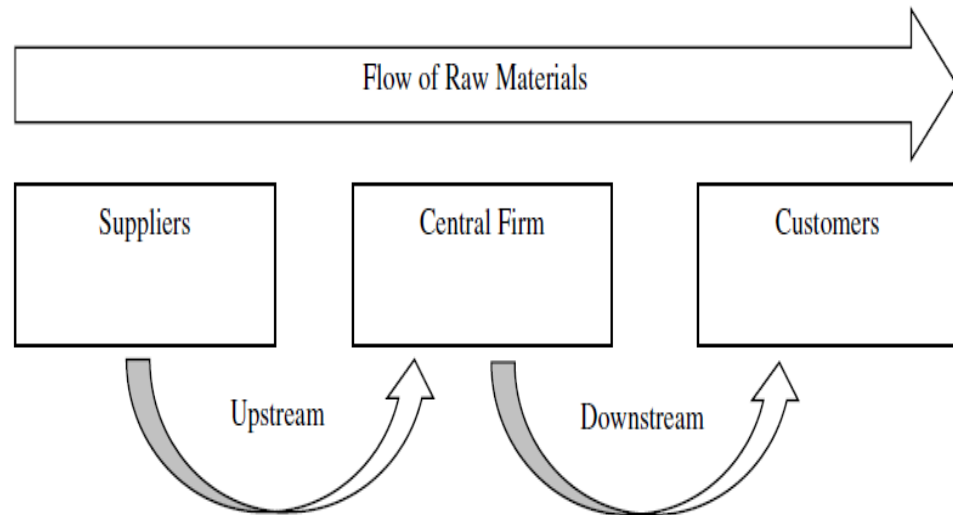 Flow of Raw Materials
Suppliers
Central Firm
Customers
Upstream
Downstream